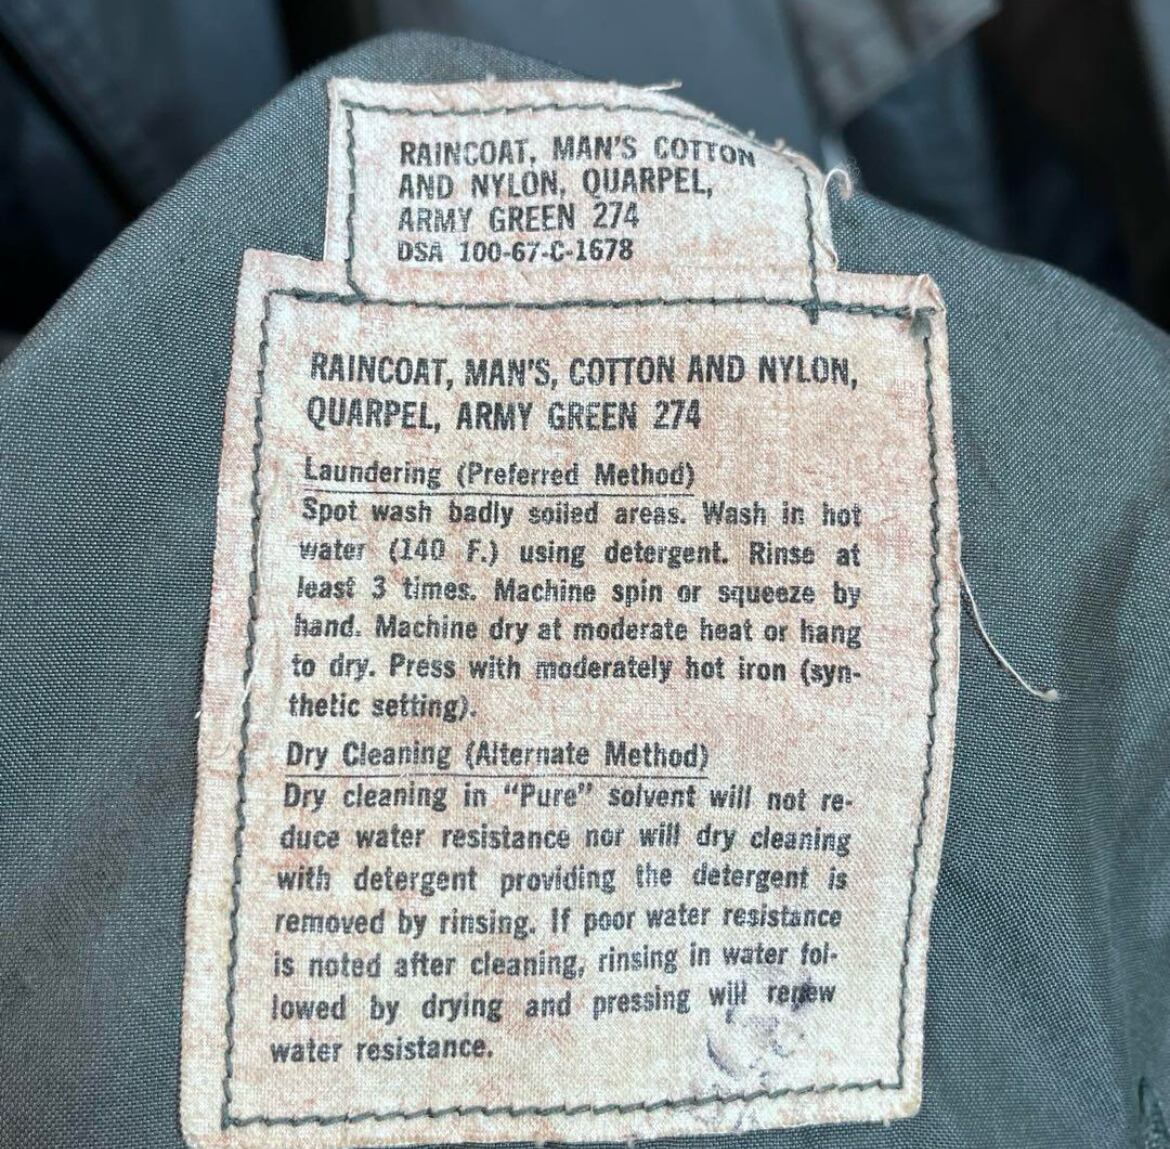 RAINCOAT, MAN'S COTTON
AND NYLON, QUARPEL,
ARMY GREEN 274
DSA 100-67-C-1678
RAINCOAT, MAN'S, COTTON AND NYLON,
QUARPEL, ARMY GREEN 274
Laundering (Preferred Method)
Spot wash badly soiled areas. Wash in hot
water (140 F.) using detergent. Rinse at
least 3 times. Machine spin or squeeze by
hand. Machine dry at moderate heat or hang
to dry. Press with moderately hot iron (syn-
thetic setting).
Dry Cleaning (Alternate Method)
Dry cleaning in “Pure” solvent will not re-
duce water resistance nor will dry cleaning
with detergent providing the detergent is
removed by rinsing. If poor water resistance
is noted after cleaning, rinsing in water fol-
lowed by drying and pressing will renew
water resistance.